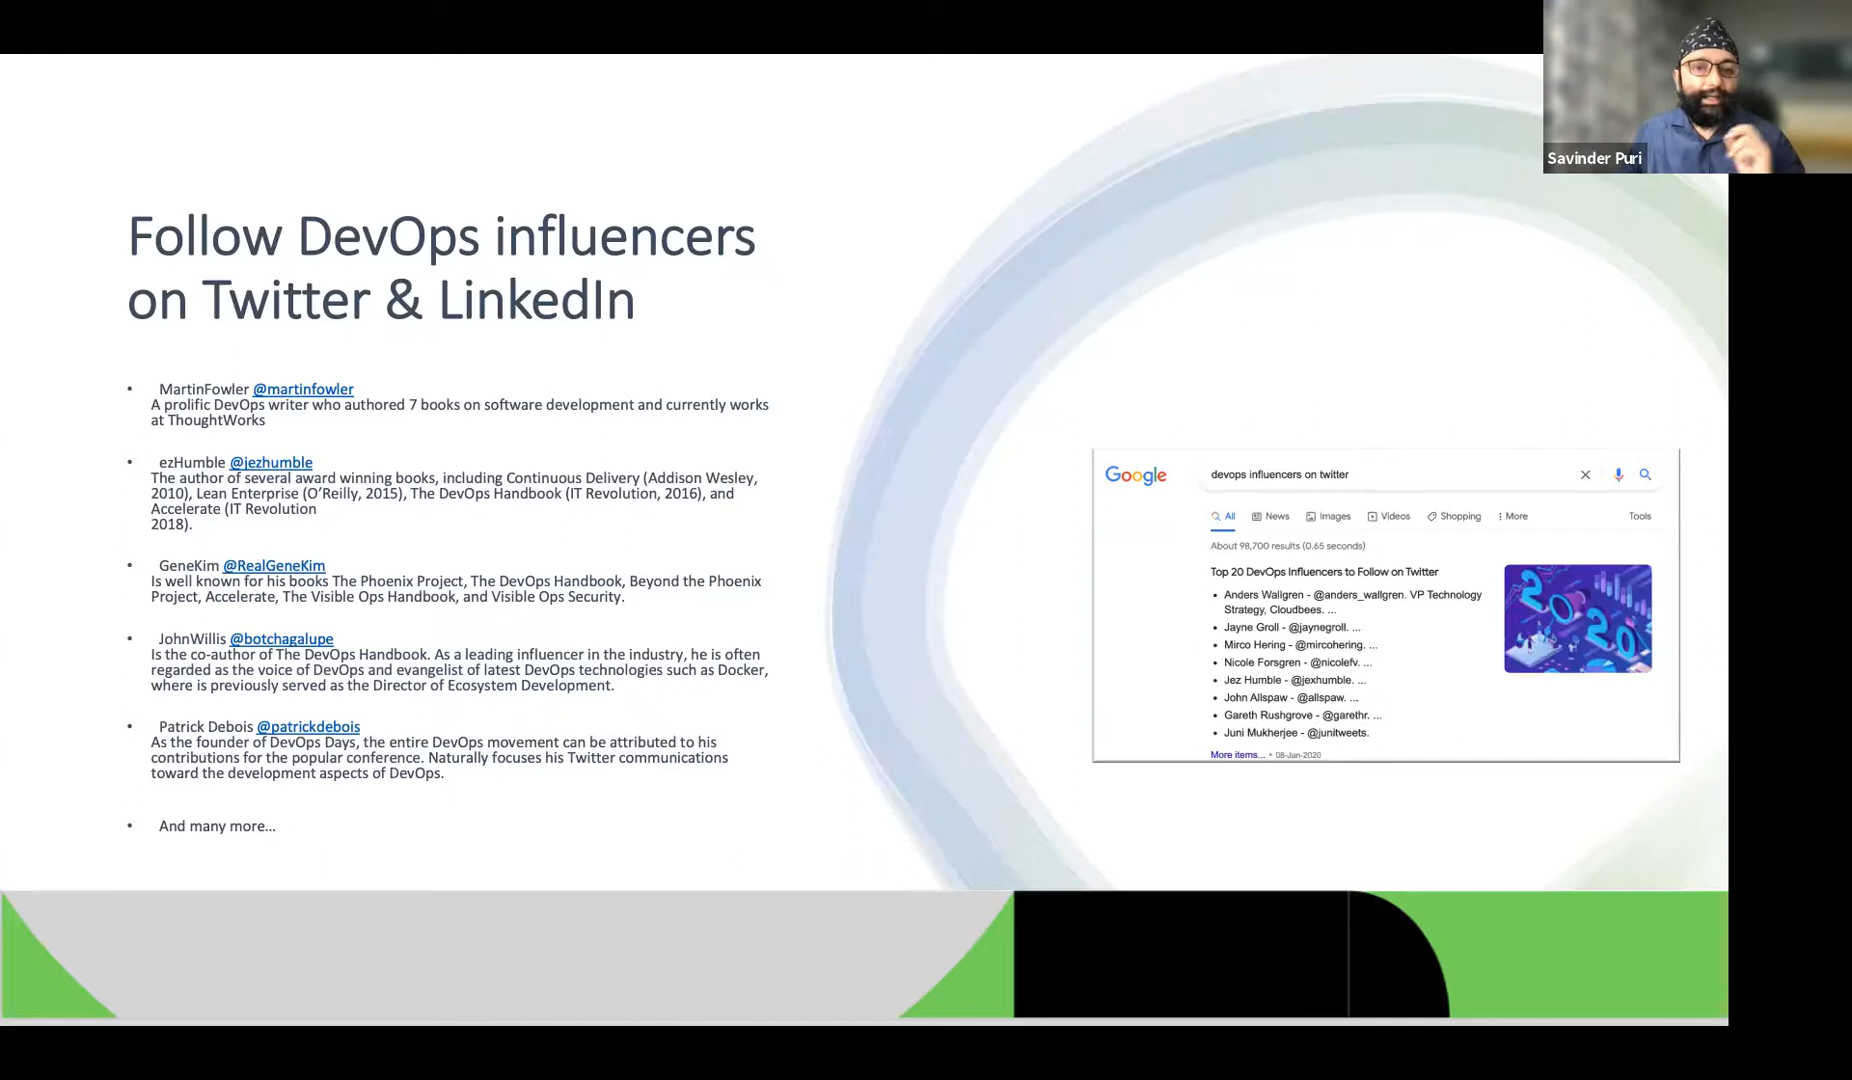 Savinder Puri
Follow DevOps influencers
on Twitter & LinkedIn
• MartinFowler @martinfowler
A prolific DevOps writer who authored 7 books on software development and currently works
at ThoughtWorks
• ezHumble @jezhumble
The author of several award winning books, including Continuous Delivery (Addison Wesley,
2010), Lean Enterprise (O’Reilly, 2015), The DevOps Handbook (IT Revolution, 2016), and
Accelerate (IT Revolution
2018).
• GeneKim @RealGeneKim
Is well known for his books The Phoenix Project, The DevOps Handbook, Beyond the Phoenix
Project, Accelerate, The Visible Ops Handbook, and Visible Ops Security.
• JohnWillis @botchagalupe
Is the co-author of The DevOps Handbook. As a leading influencer in the industry, he is often
regarded as the voice of DevOps and evangelist of latest DevOps technologies such as Docker,
where is previously served as the Director of Ecosystem Development.
• Patrick Debois @patrickdebois
As the founder of DevOps Days, the entire DevOps movement can be attributed to his
contributions for the popular conference. Naturally focuses his Twitter communications
toward the development aspects of DevOps.
• And many more...
Google devops influencers on twitter
All News Images Videos Shopping More Tools
About 98,700 results (0.65 seconds)
Top 20 DevOps Influencers to Follow on Twitter
• Anders Wallgren - @anders_wallgren. VP Technology
Strategy, Cloudbees. ...
• Jayne Groll - @jaynegroll. ...
• Mirco Hering - @mircohering. ...
• Nicole Forsgren - @nicolefv. ...
• Jez Humble - @jexhumble. ...
• John Allspaw - @allspaw. ...
• Gareth Rushgrove - @garethr. ...
• Juni Mukherjee - @junitweets.
More items... • 08-Jan-2020
2020